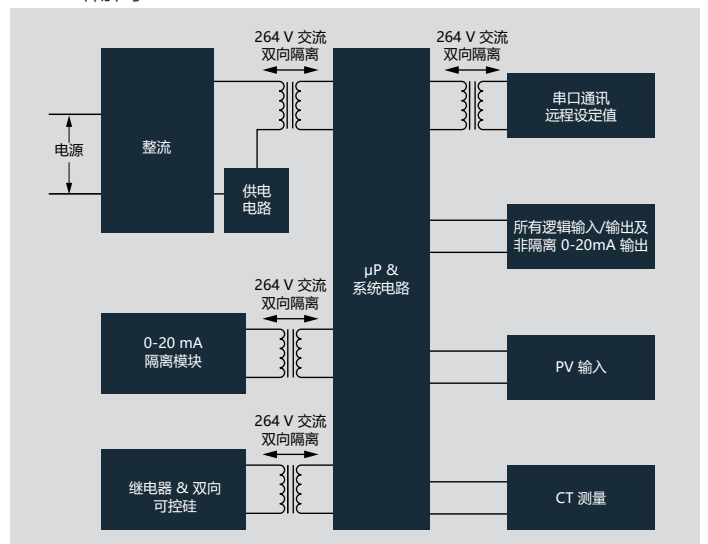 264 V 交流
双向隔离
264 V 交流
双向隔离
电源
整流
供电
电路
串口通讯
远程设定值
所有逻辑输入/输出及
非隔离 0-20mA 输出
µP &
系统电路
264 V 交流
双向隔离
0-20 mA
隔离模块
PV 输入
264 V 交流
双向隔离
继电器 & 双向
可控硅
CT 测量